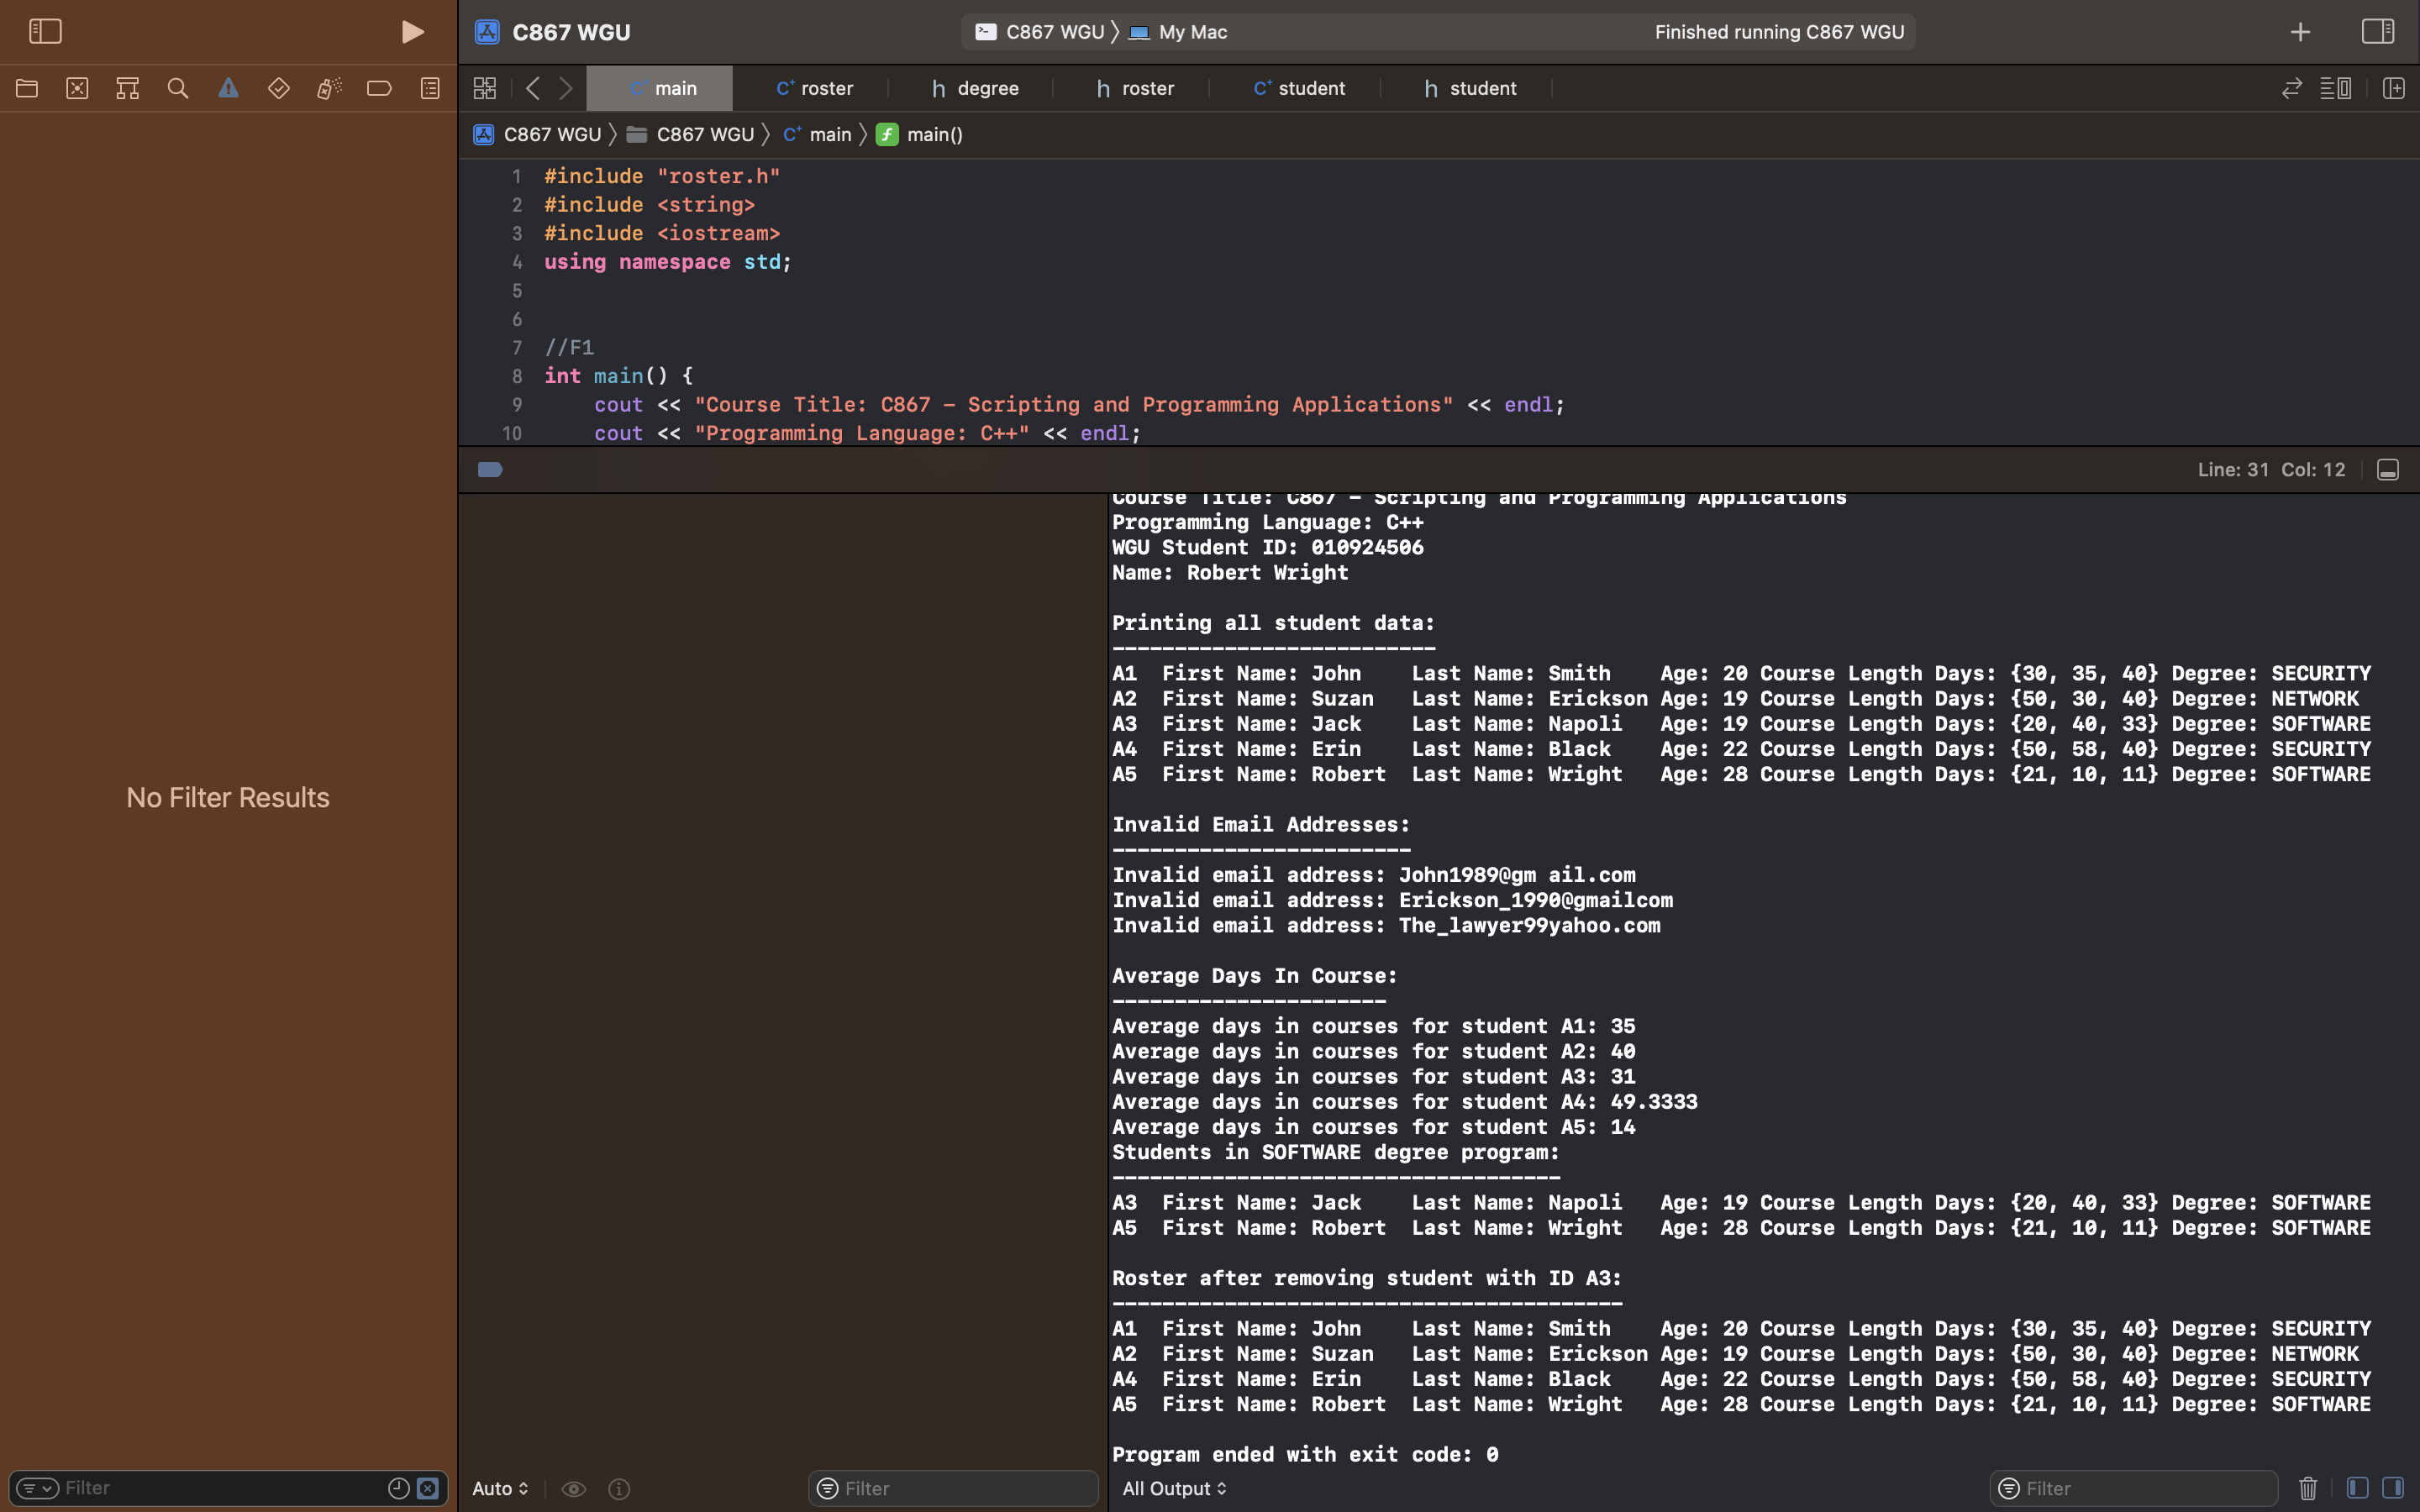 C867 WGU
C867 WGU My Mac
Finished running C867 WGU
main roster degree roster student student
C867 WGU C867 WGU main main()
1 #include "roster.h"
2 #include <string>
3 #include <iostream>
4 using namespace std;
5
6
7 //F1
8 int main() {
9 cout << "Course Title: C867 – Scripting and Programming Applications" << endl;
10 cout << "Programming Language: C++" << endl;
Line: 31 Col: 12
No Filter Results
Course Title: C867 – Scripting and Programming Applications
Programming Language: C++
WGU Student ID: 010924506
Name: Robert Wright
Printing all student data:
--------------------------
A1 First Name: John Last Name: Smith Age: 20 Course Length Days: {30, 35, 40} Degree: SECURITY
A2 First Name: Suzan Last Name: Erickson Age: 19 Course Length Days: {50, 30, 40} Degree: NETWORK
A3 First Name: Jack Last Name: Napoli Age: 19 Course Length Days: {20, 40, 33} Degree: SOFTWARE
A4 First Name: Erin Last Name: Black Age: 22 Course Length Days: {50, 58, 40} Degree: SECURITY
A5 First Name: Robert Last Name: Wright Age: 28 Course Length Days: {21, 10, 11} Degree: SOFTWARE
Invalid Email Addresses:
------------------------
Invalid email address: John1989@gm ail.com
Invalid email address: Erickson_1990@gmailcom
Invalid email address: The_lawyer99yahoo.com
Average Days In Course:
----------------------
Average days in courses for student A1: 35
Average days in courses for student A2: 40
Average days in courses for student A3: 31
Average days in courses for student A4: 49.3333
Average days in courses for student A5: 14
Students in SOFTWARE degree program:
------------------------------------
A3 First Name: Jack Last Name: Napoli Age: 19 Course Length Days: {20, 40, 33} Degree: SOFTWARE
A5 First Name: Robert Last Name: Wright Age: 28 Course Length Days: {21, 10, 11} Degree: SOFTWARE
Roster after removing student with ID A3:
-----------------------------------------
A1 First Name: John Last Name: Smith Age: 20 Course Length Days: {30, 35, 40} Degree: SECURITY
A2 First Name: Suzan Last Name: Erickson Age: 19 Course Length Days: {50, 30, 40} Degree: NETWORK
A4 First Name: Erin Last Name: Black Age: 22 Course Length Days: {50, 58, 40} Degree: SECURITY
A5 First Name: Robert Last Name: Wright Age: 28 Course Length Days: {21, 10, 11} Degree: SOFTWARE
Program ended with exit code: 0
Filter
Auto
Filter
All Output
Filter